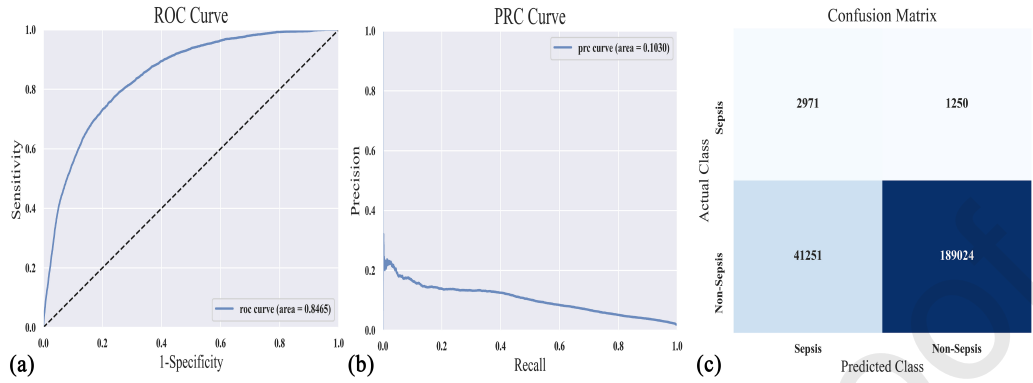 ROC Curve
1.0
0.8
0.6
0.4
0.2
0.0
Sensitivity
roc curve (area = 0.8465)
0.0 0.2 0.4 0.6 0.8 1.0
(a)
1-Specificity
PRC Curve
1.0
0.8
0.6
0.4
0.2
0.0
Precision
prc curve (area = 0.1030)
0.0 0.2 0.4 0.6 0.8 1.0
(b)
Recall
Confusion Matrix
Actual Class
Sepsis
2971 1250
Non-Sepsis
41251 189024
Sepsis Non-Sepsis
(c)
Predicted Class